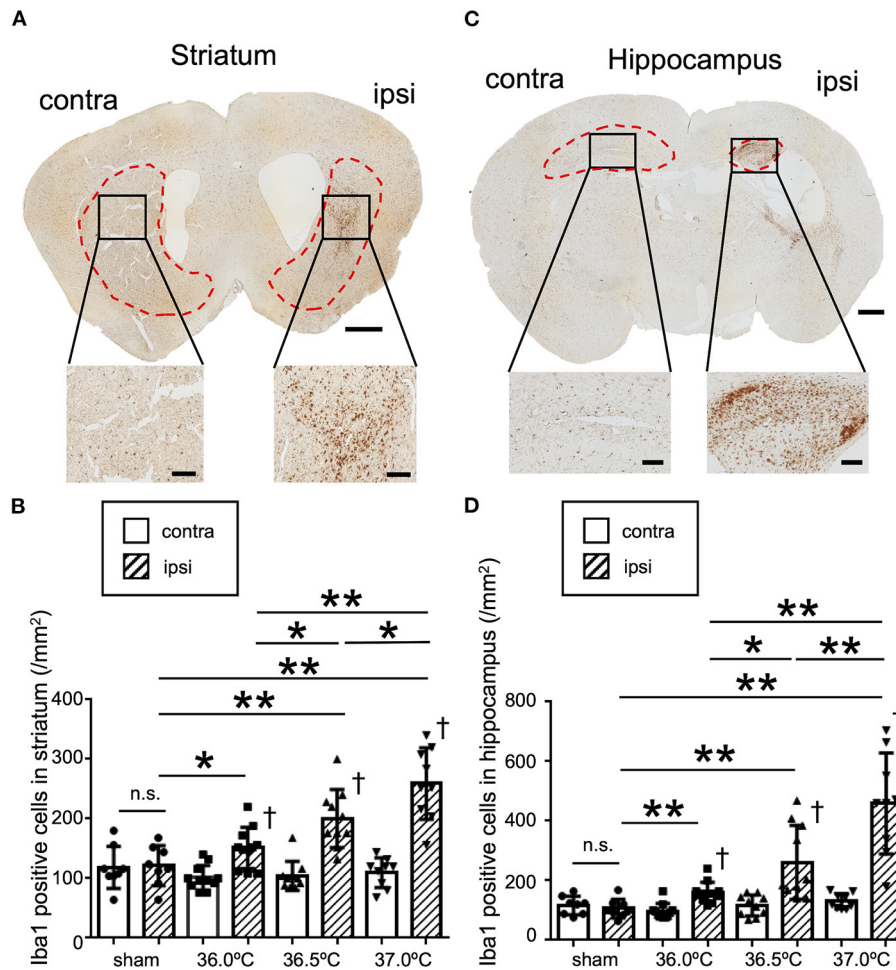 A
Striatum
contra
ipsi
C
Hippocampus
contra
ipsi
B
contra
ipsi
Iba1 positive cells in striatum (/mm²)
400
300
200
100
0
n.s.
*
**
**
*
*
**
†
†
†
sham
36.0ºC
36.5ºC
37.0ºC
D
contra
ipsi
Iba1 positive cells in hippocampus (/mm²)
800
600
400
200
0
n.s.
**
**
**
*
**
**
†
†
sham
36.0ºC
36.5ºC
37.0ºC